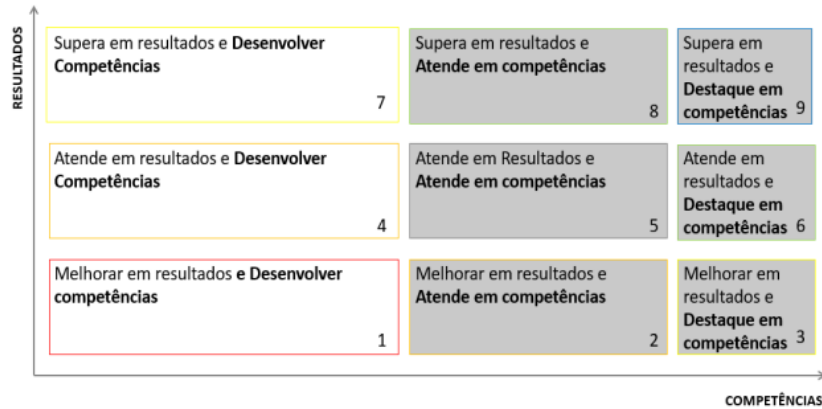 RESULTADOS
Supera em resultados e Desenvolver
Competências
7
Supera em resultados e
Atende em competências
8
Supera em
resultados e
Destaque em
competências 9
Atende em resultados e Desenvolver
Competências
4
Atende em Resultados e
Atende em competências
5
Atende em
resultados e
Destaque em
competências 6
Melhorar em resultados e Desenvolver
competências
1
Melhorar em resultados e
Atende em competências
2
Melhorar em
resultados e
Destaque em
competências 3
COMPETÊNCIAS